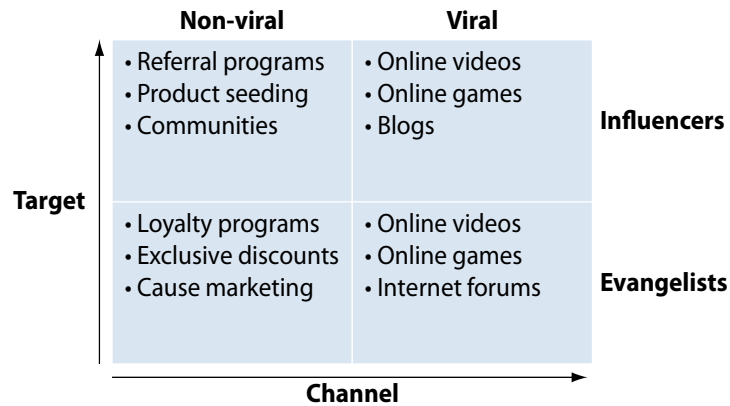 Non-viral
Viral
• Referral programs
• Product seeding
• Communities
• Online videos
• Online games
• Blogs
Influencers
Target
• Loyalty programs
• Exclusive discounts
• Cause marketing
• Online videos
• Online games
• Internet forums
Evangelists
Channel